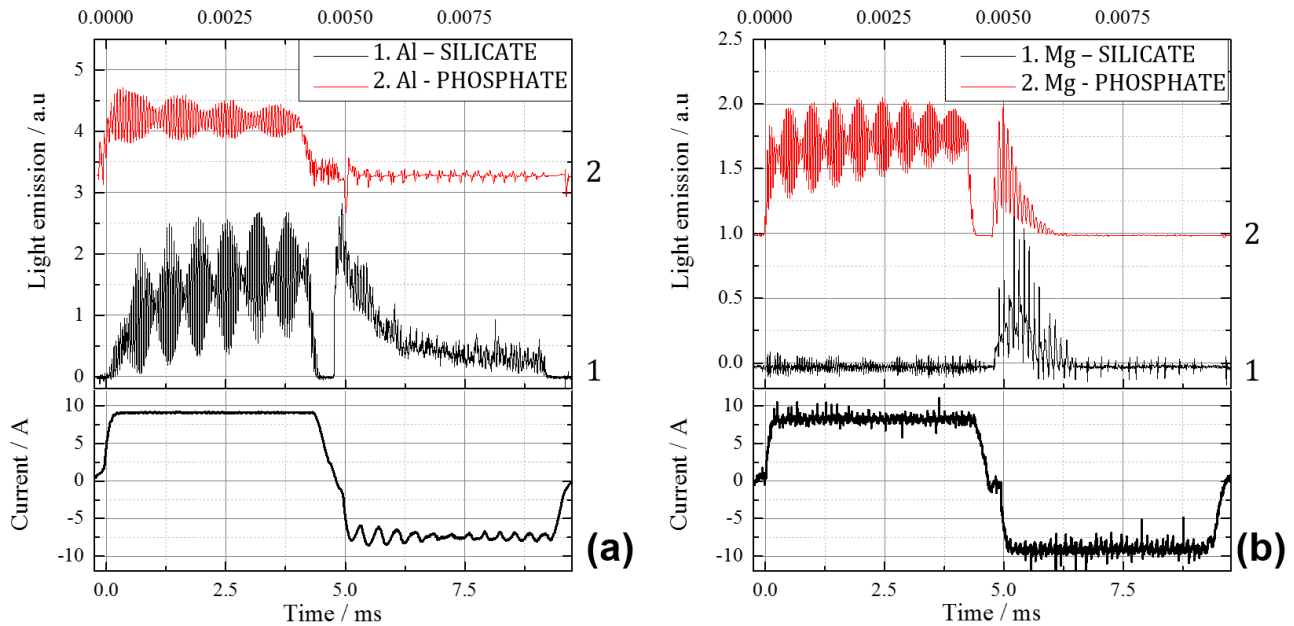 0.0000 0.0025 0.0050 0.0075
1. Al – SILICATE
2. Al - PHOSPHATE
Light emission / a.u
5
4
3
2
1
0
2
1
Current / A
10
5
0
-5
-10
0.0 2.5 5.0 7.5
Time / ms
(a)
0.0000 0.0025 0.0050 0.0075
1. Mg – SILICATE
2. Mg - PHOSPHATE
Light emission / a.u
2.5
2.0
1.5
1.0
0.5
0.0
2
1
Current / A
10
5
0
-5
-10
0.0 2.5 5.0 7.5
Time / ms
(b)